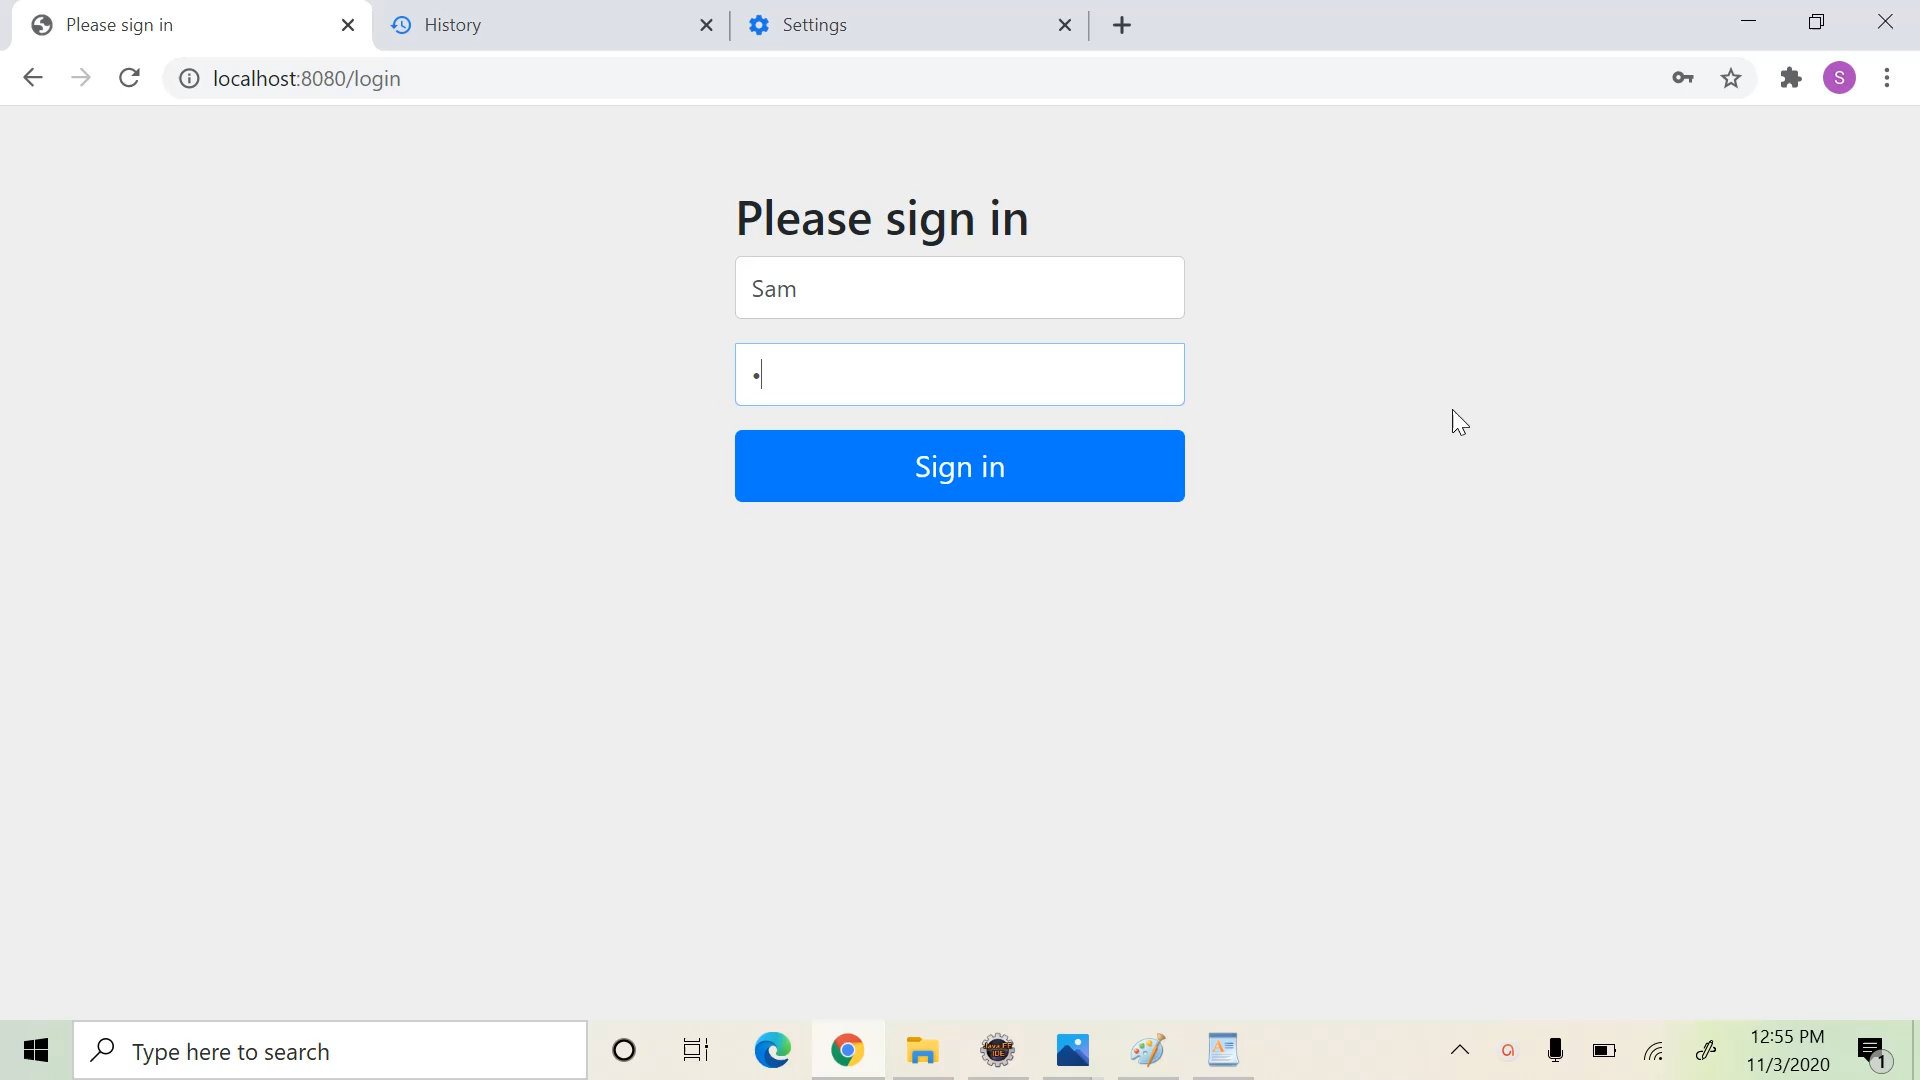 Please sign in
History
Settings
localhost:8080/login
S
Please sign in
Sam
•
Sign in
Type here to search
12:55 PM
11/3/2020
1